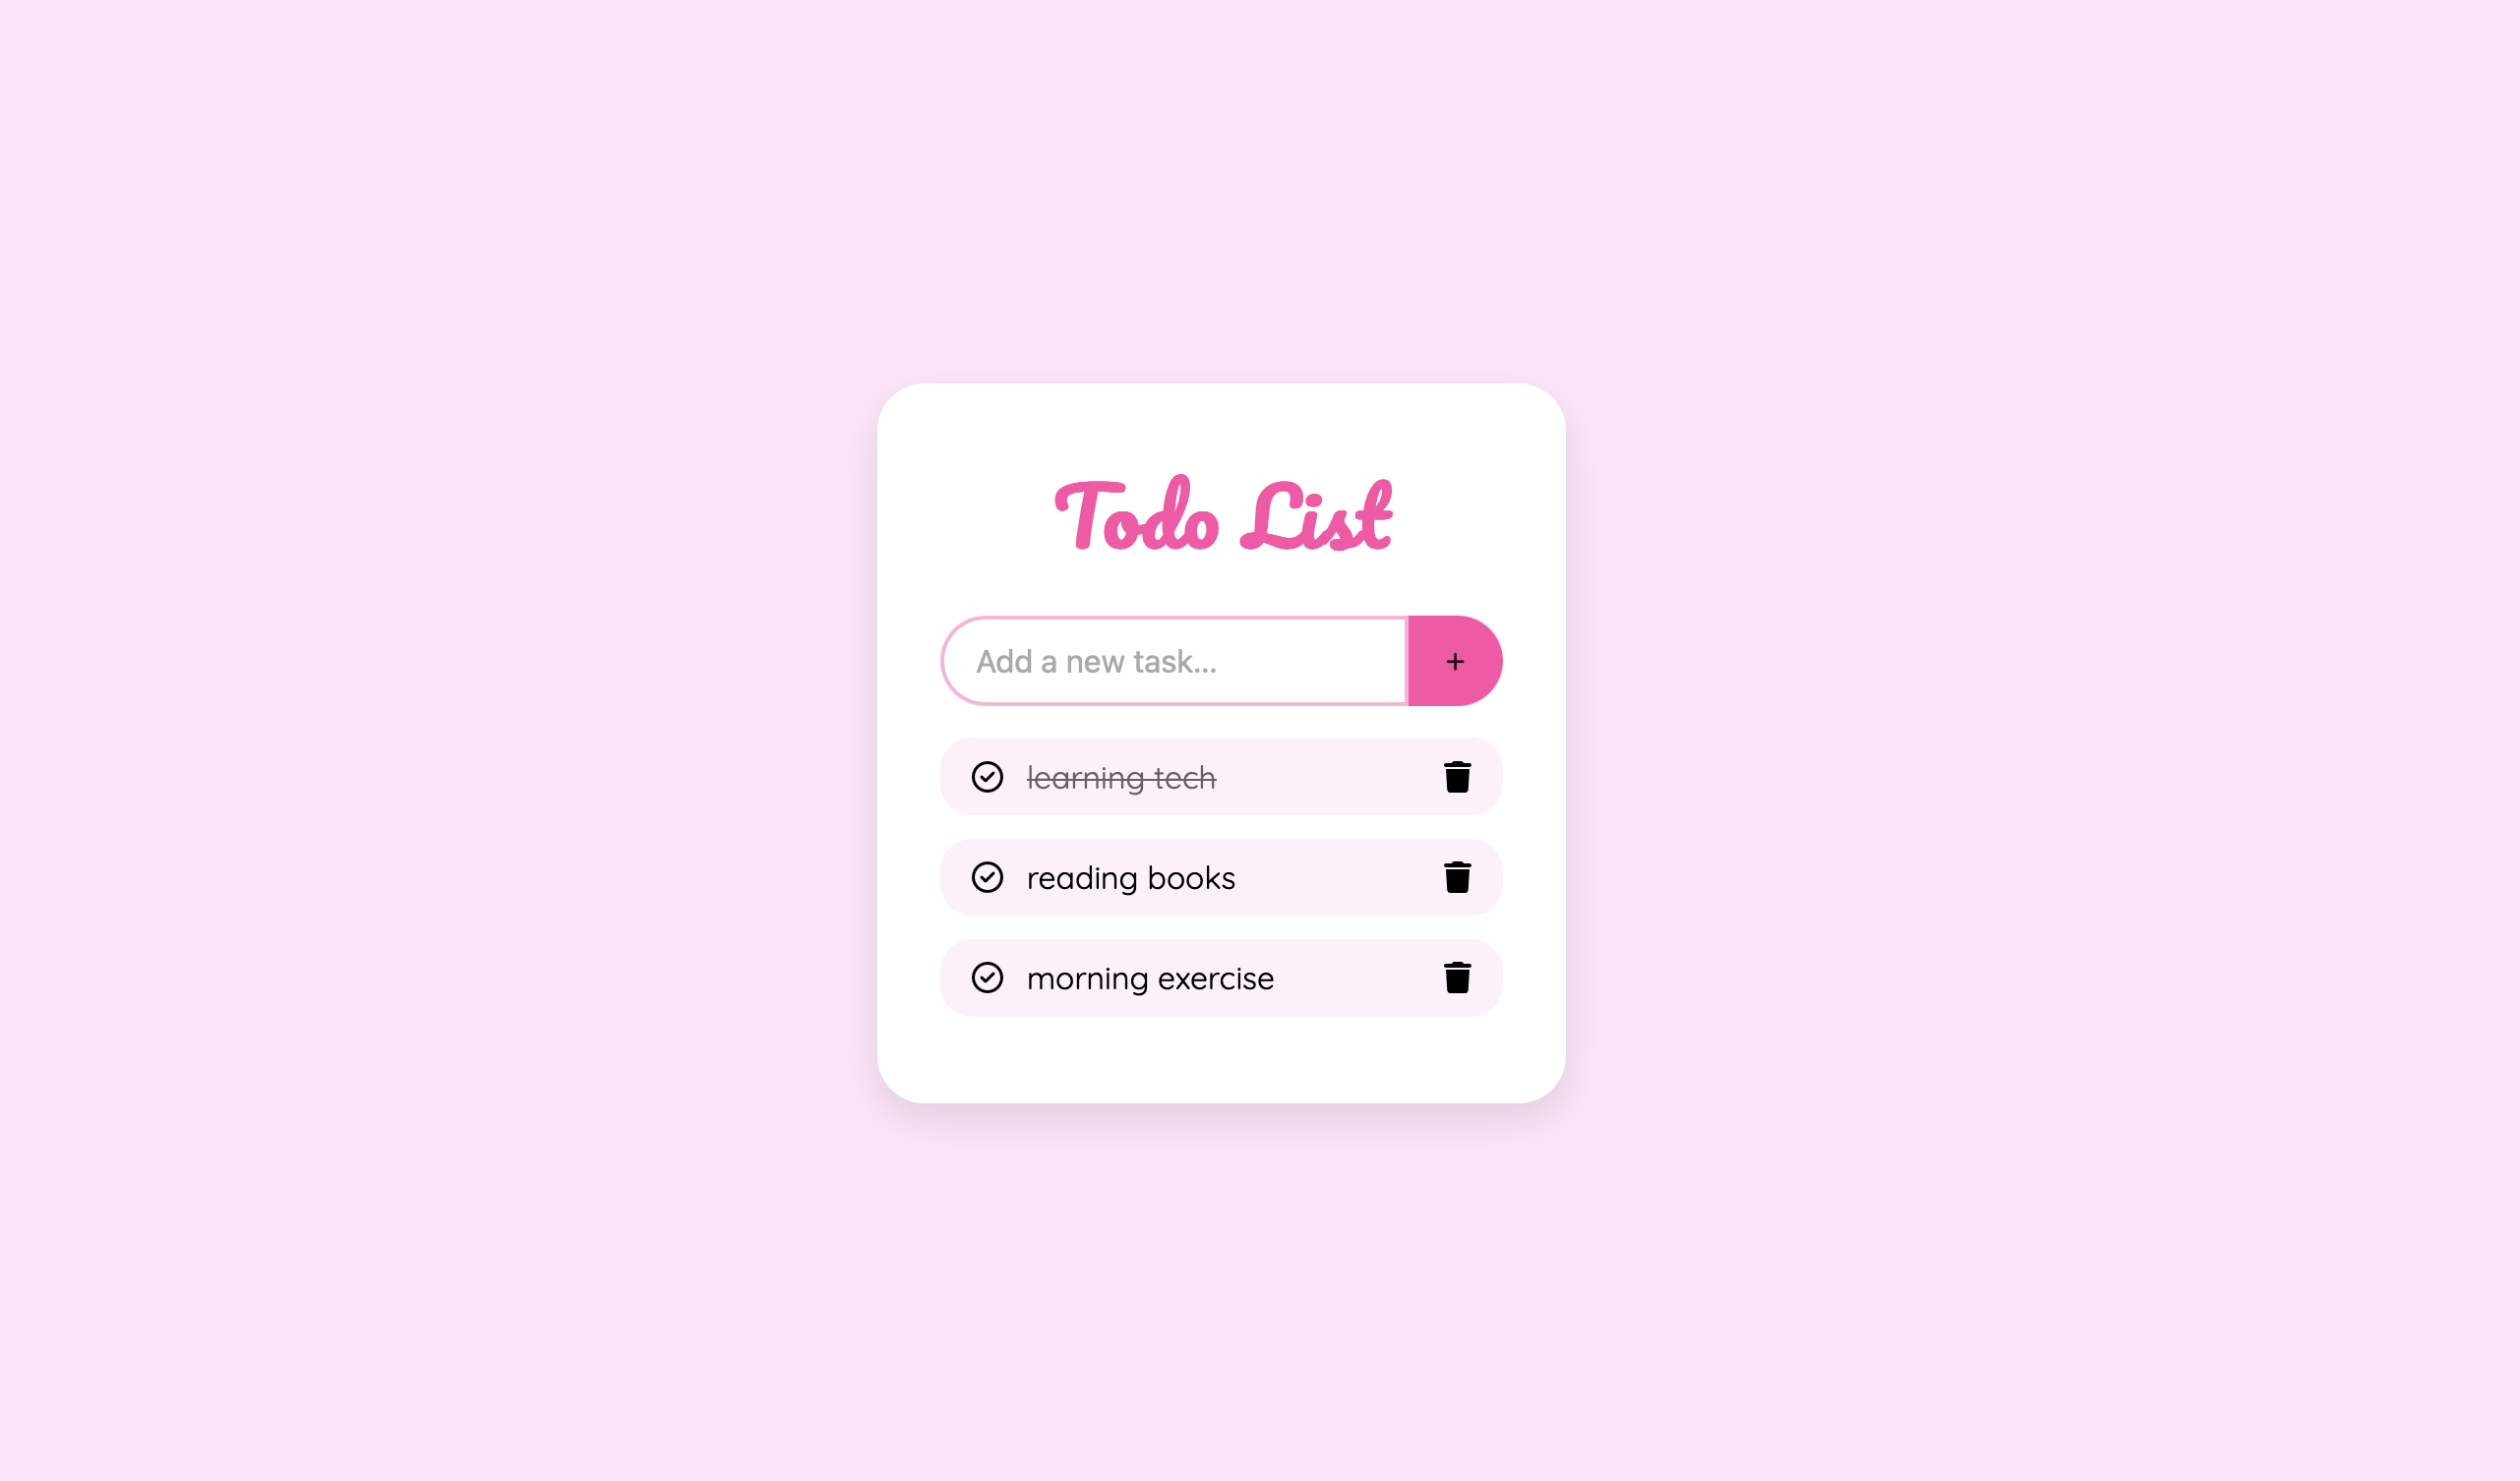 Todo List
Add a new task...
+
learning tech
reading books
morning exercise